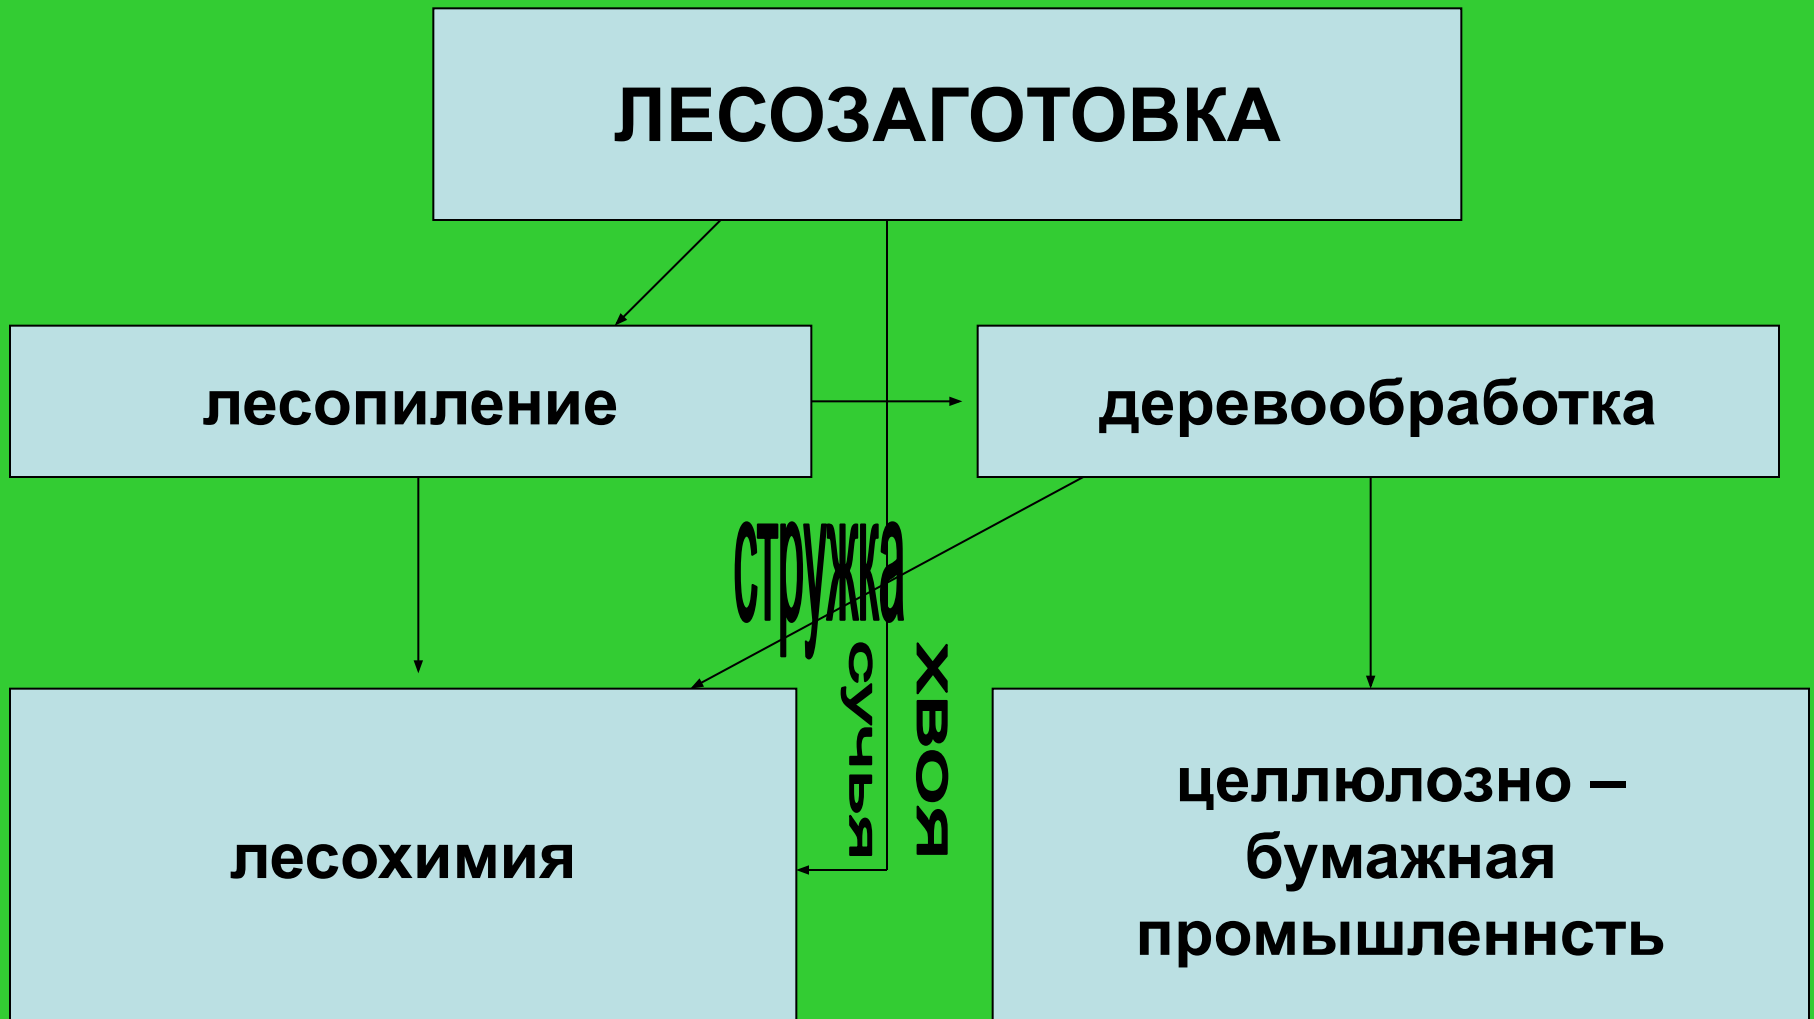 ЛЕСОЗАГОТОВКА
лесопиление
деревообработка
стружка
сучья
хвоя
лесохимия
целлюлозно –
бумажная
промышленнсть